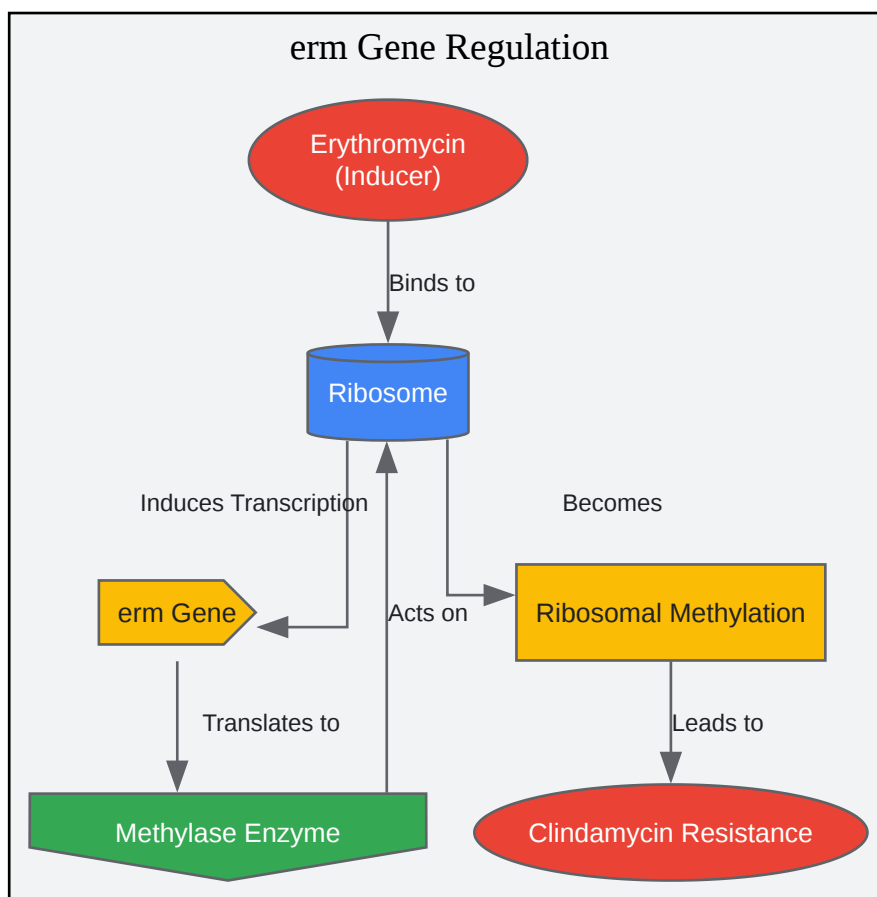 erm Gene Regulation
Erythromycin
(Inducer)
Binds to
Ribosome
Induces Transcription
Becomes
erm Gene
Acts on
Ribosomal Methylation
Translates to
Leads to
Methylase Enzyme
Clindamycin Resistance